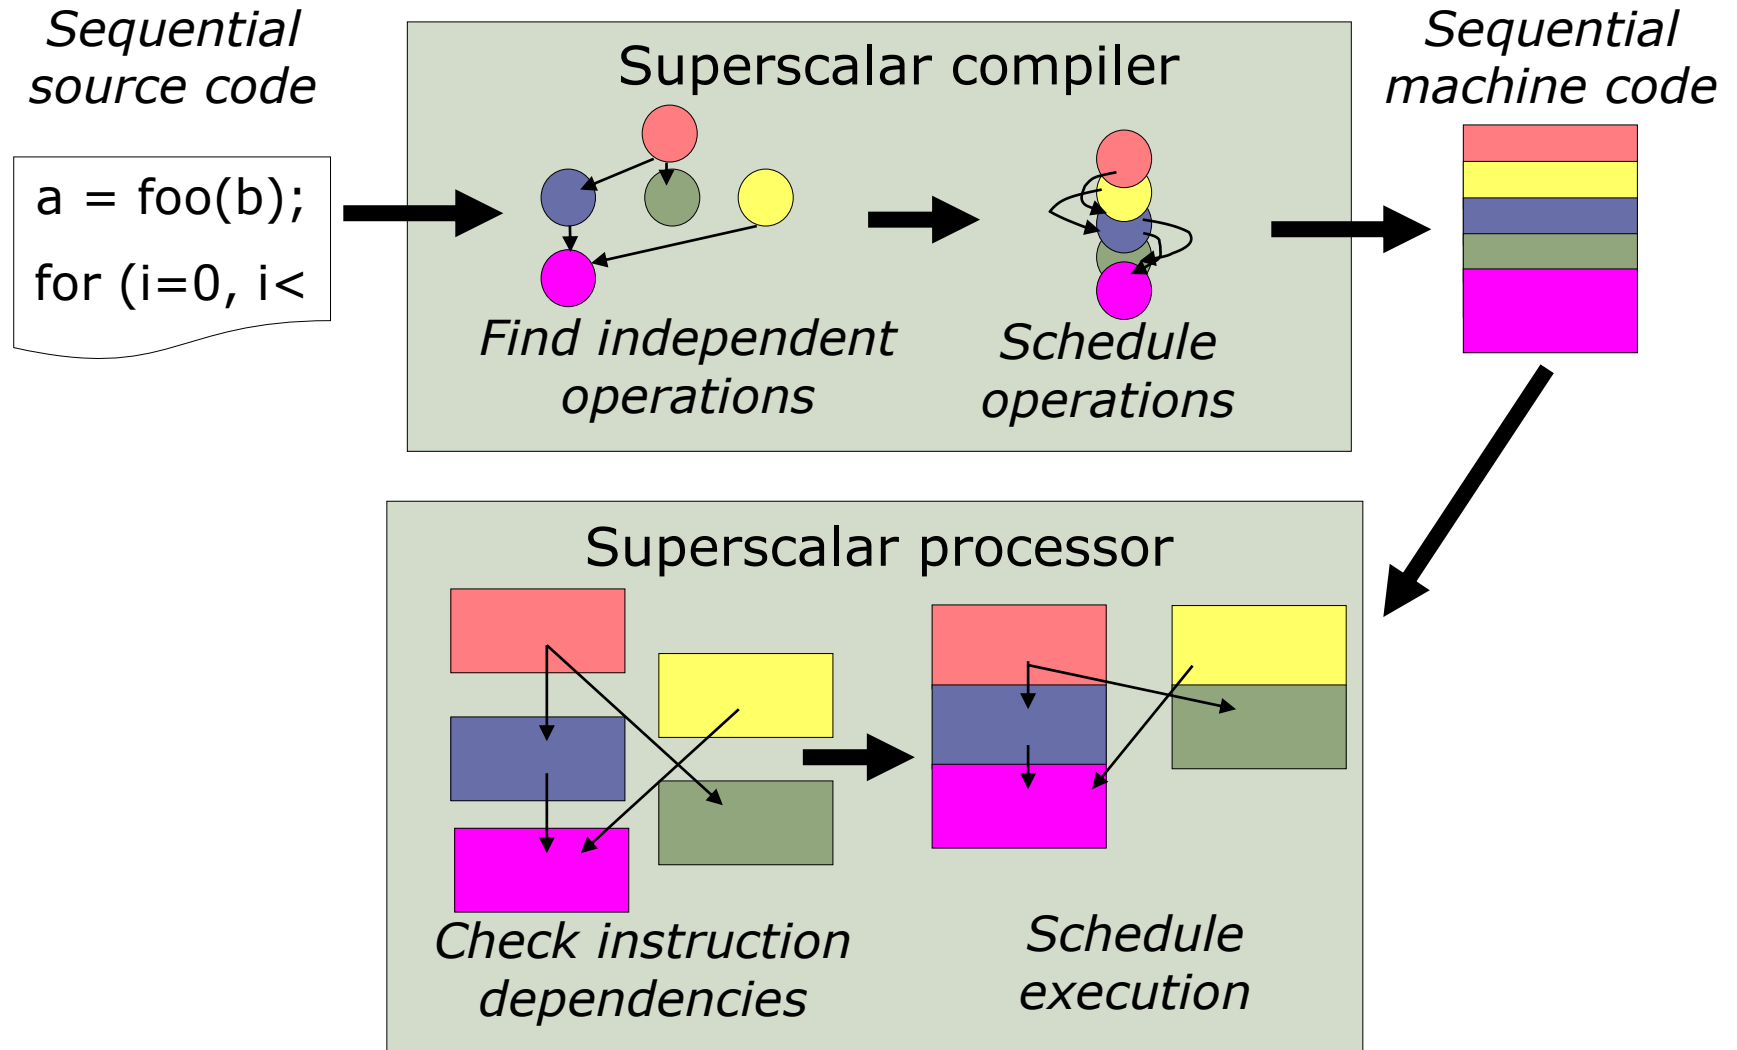 Sequential
source code
a = foo(b);
for (i=0, i<
Superscalar compiler
Find independent
operations
Schedule
operations
Sequential
machine code
Superscalar processor
Check instruction
dependencies
Schedule
execution